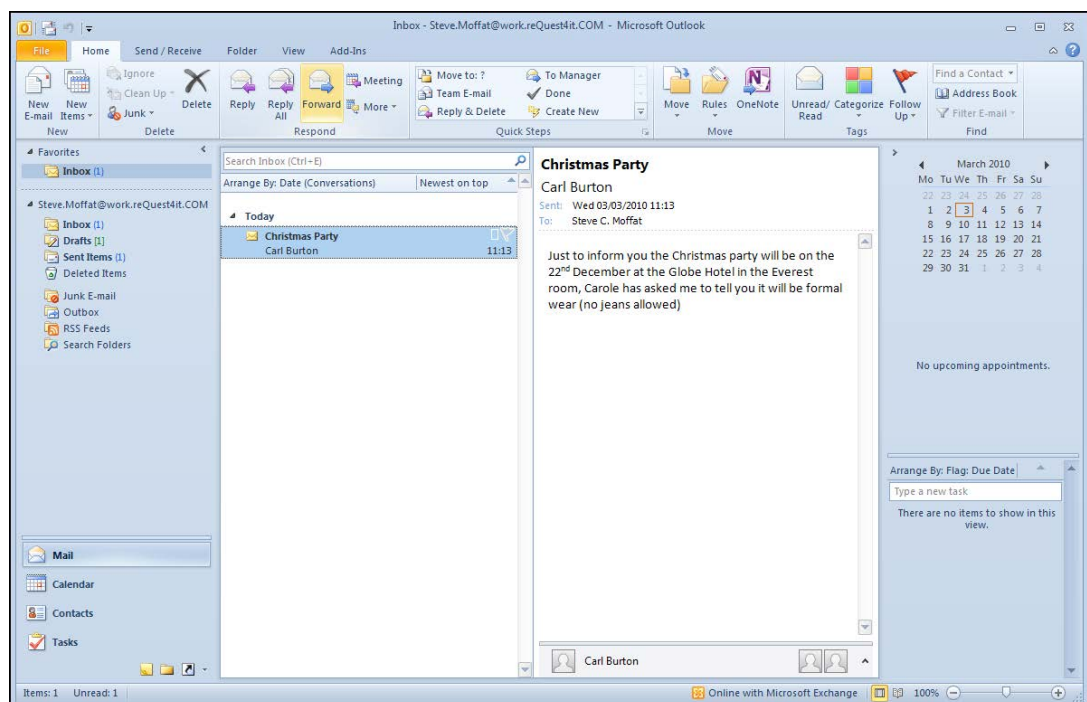 Inbox - Steve.Moffat@work.reQuest4it.COM - Microsoft Outlook
File Home Send / Receive Folder View Add-Ins
New E-mail
New Items
New
Ignore
Clean Up
Junk
Delete
Delete
Reply
Reply All
Forward
Meeting
More
Respond
Move to: ?
Team E-mail
Reply & Delete
To Manager
Done
Create New
Quick Steps
Move
Rules
OneNote
Move
Unread/ Read
Categorize
Follow Up
Tags
Find a Contact
Address Book
Filter E-mail
Find
Favorites
Inbox (1)
Steve.Moffat@work.reQuest4it.COM
Inbox (1)
Drafts [1]
Sent Items (1)
Deleted Items
Junk E-mail
Outbox
RSS Feeds
Search Folders
Mail
Calendar
Contacts
Tasks
Search Inbox (Ctrl+E)
Arrange By: Date (Conversations) Newest on top
Today
Christmas Party
Carl Burton 11:13
Christmas Party
Carl Burton
Sent: Wed 03/03/2010 11:13
To: Steve C. Moffat
Just to inform you the Christmas party will be on the
22nd December at the Globe Hotel in the Everest
room, Carole has asked me to tell you it will be formal
wear (no jeans allowed)
Carl Burton
March 2010
Mo Tu We Th Fr Sa Su
22 23 24 25 26 27 28
1 2 3 4 5 6 7
8 9 10 11 12 13 14
15 16 17 18 19 20 21
22 23 24 25 26 27 28
29 30 31 1 2 3 4
No upcoming appointments.
Arrange By: Flag: Due Date
Type a new task
There are no items to show in this
view.
Items: 1 Unread: 1
Online with Microsoft Exchange
100%